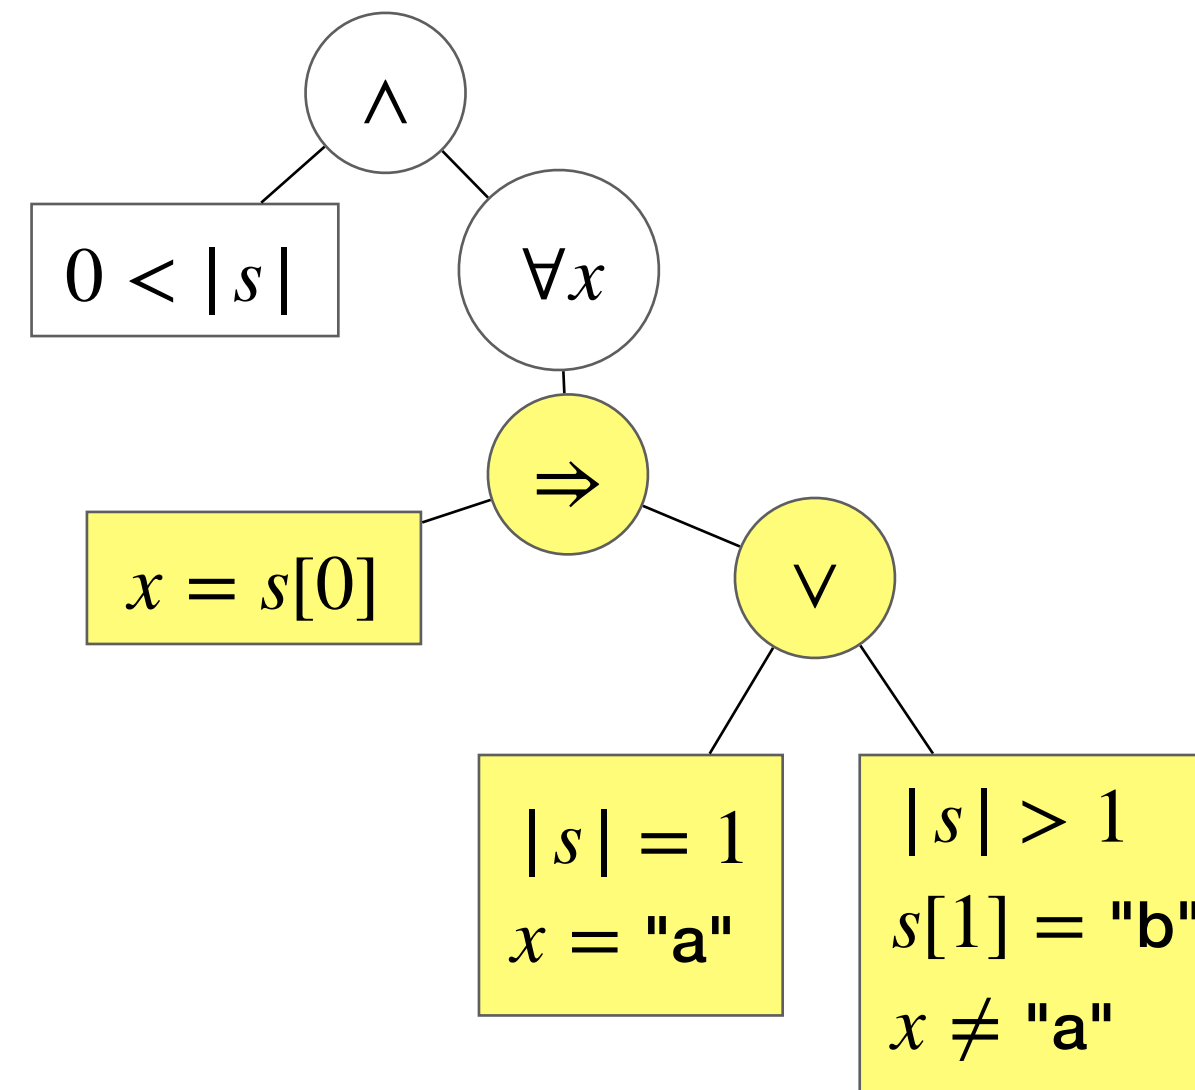 ∧
0 < |s|
∀x
⇒
x = s[0]
∨
|s| = 1
x = "a"
|s| > 1
s[1] = "b"
x ≠ "a"